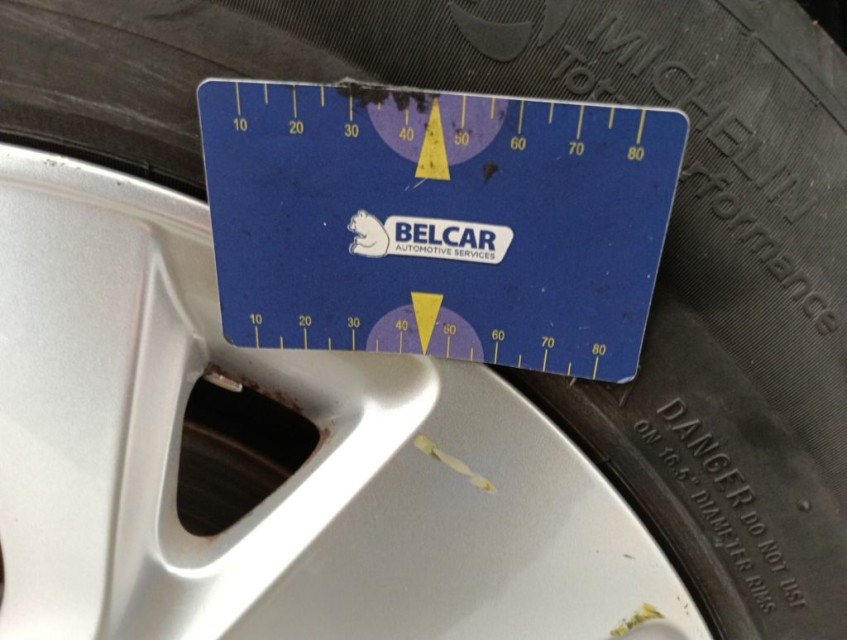 MICHELIN
Performance
10 20 30 40 50 60 70 80
BELCAR
AUTOMOTIVE SERVICES
10 20 30 40 50 60 70 80
DANGER DO NOT USE
ON 16.5" DIAMETER RIMS